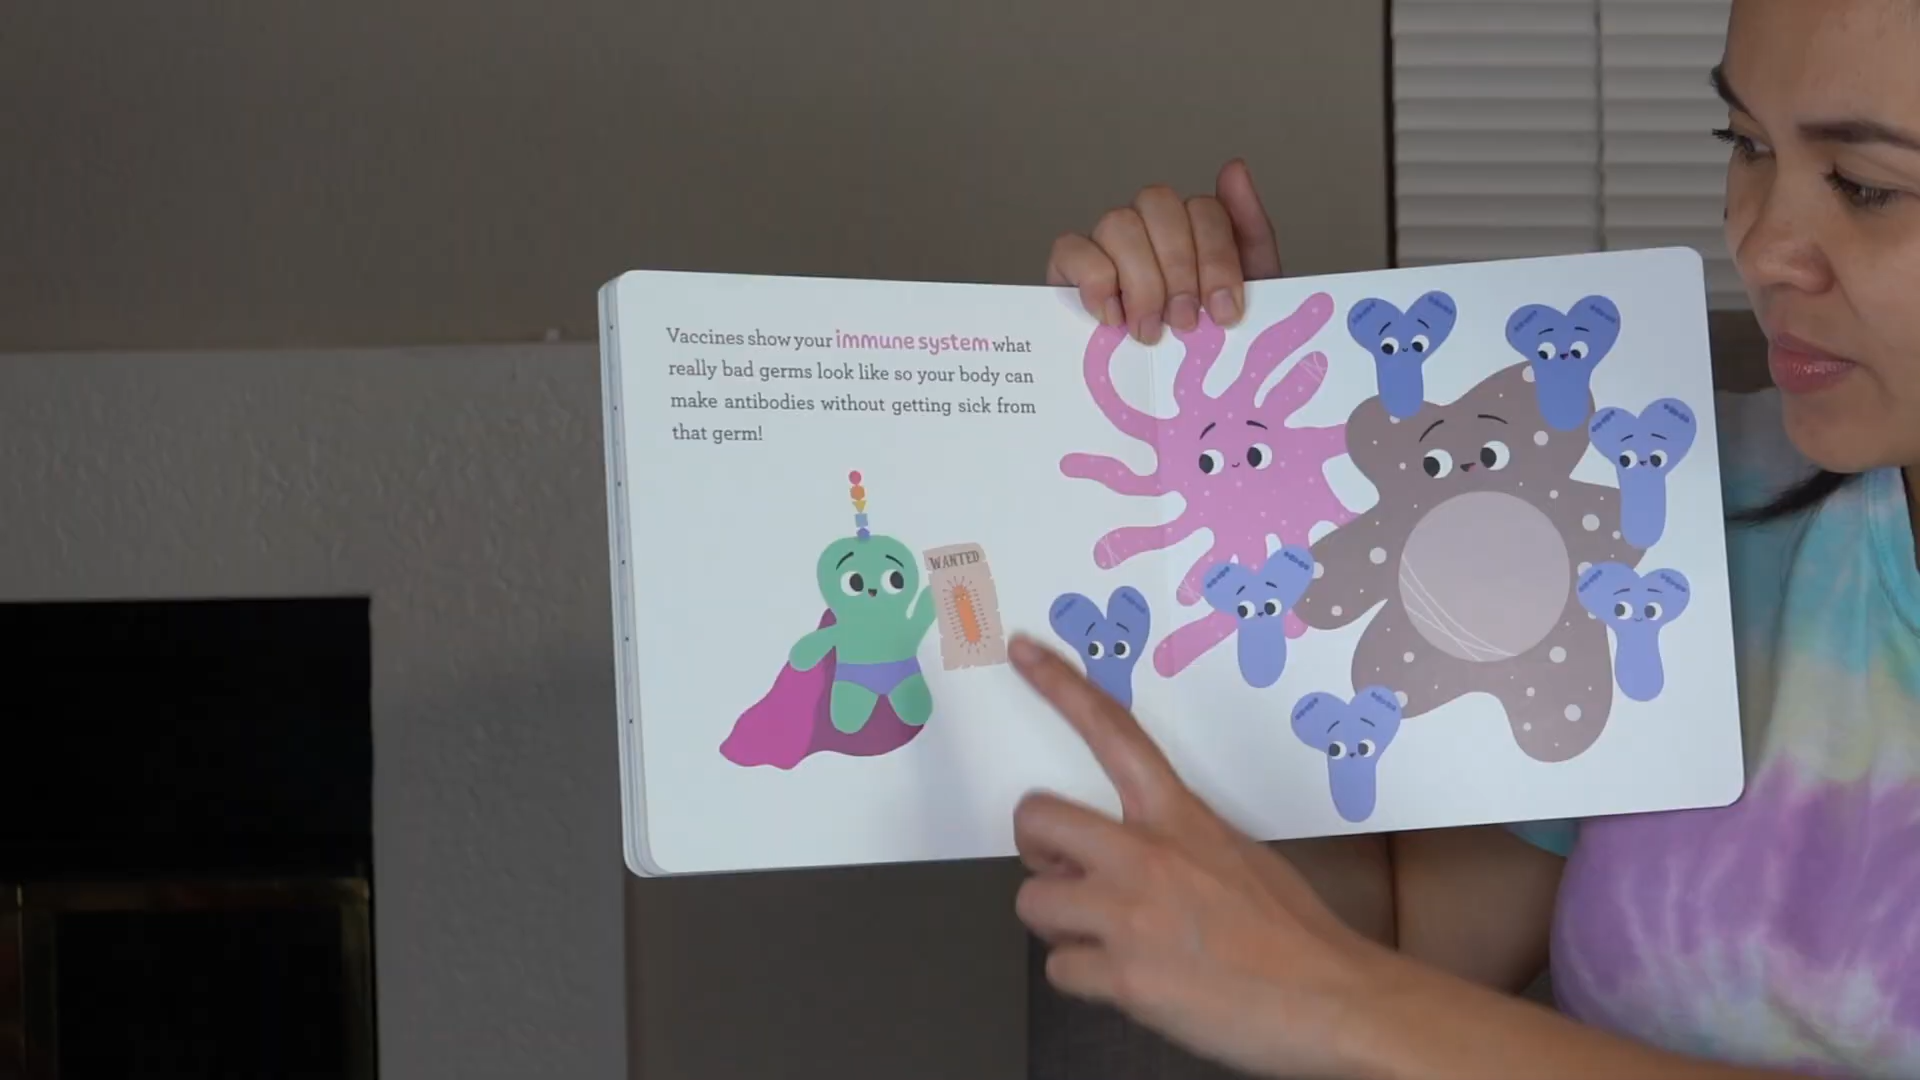 Vaccines show your immune system what
really bad germs look like so your body can
make antibodies without getting sick from
that germ!
WANTED